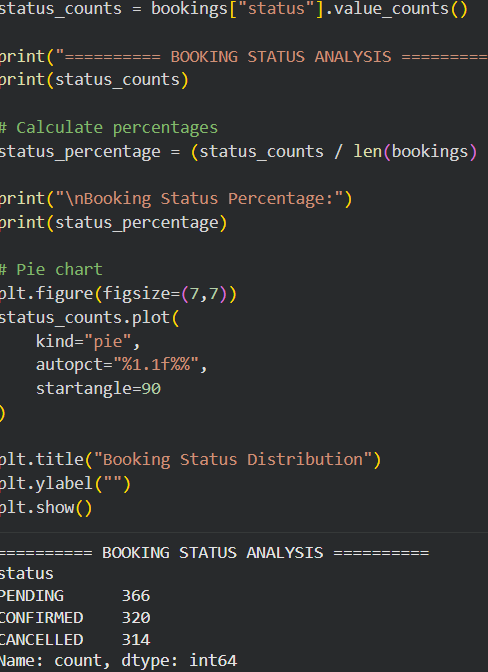 status_counts = bookings["status"].value_counts()
print("========== BOOKING STATUS ANALYSIS =========
print(status_counts)
# Calculate percentages
status_percentage = (status_counts / len(bookings)
print("\nBooking Status Percentage:")
print(status_percentage)
# Pie chart
plt.figure(figsize=(7,7))
status_counts.plot(
    kind="pie",
    autopct="%1.1f%%",
    startangle=90
)
plt.title("Booking Status Distribution")
plt.ylabel("")
plt.show()
========== BOOKING STATUS ANALYSIS ==========
status
PENDING      366
CONFIRMED    320
CANCELLED    314
Name: count, dtype: int64